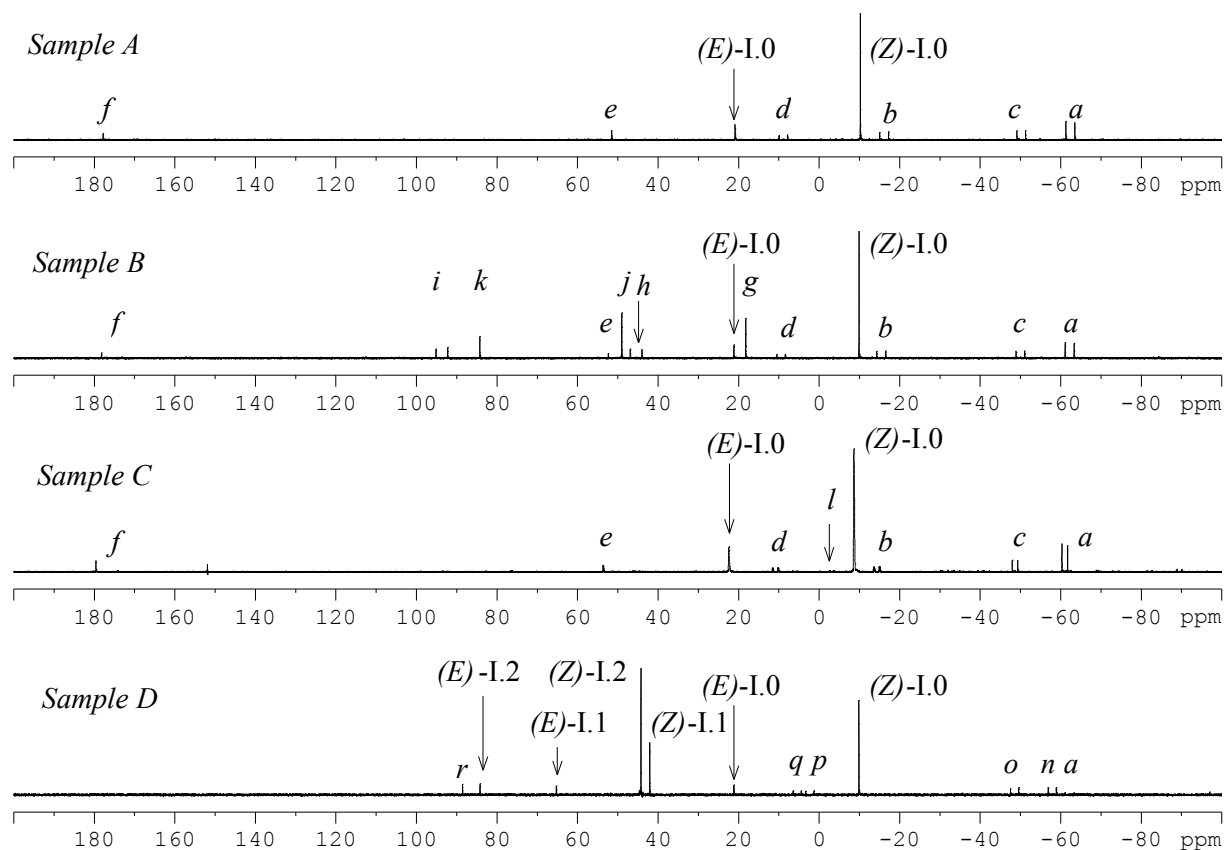 Sample A
f e (E)-I.0 d (Z)-I.0 b c a
180 160 140 120 100 80 60 40 20 0 -20 -40 -60 -80 ppm
Sample B
f i k e j h (E)-I.0 g d (Z)-I.0 b c a
180 160 140 120 100 80 60 40 20 0 -20 -40 -60 -80 ppm
Sample C
f e (E)-I.0 d l (Z)-I.0 b c a
180 160 140 120 100 80 60 40 20 0 -20 -40 -60 -80 ppm
Sample D
r (E)-I.2 (E)-I.1 (Z)-I.2 (Z)-I.1 (E)-I.0 q p (Z)-I.0 o n a
180 160 140 120 100 80 60 40 20 0 -20 -40 -60 -80 ppm